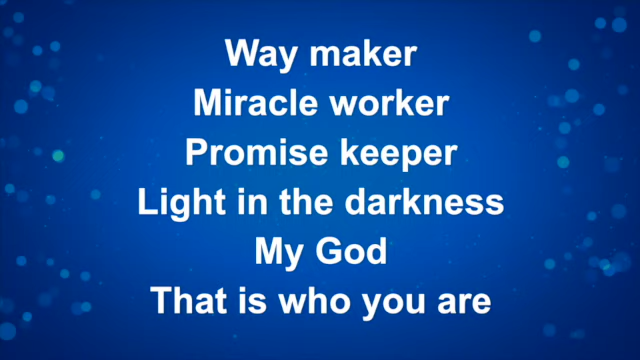 Way maker
Miracle worker
Promise keeper
Light in the darkness
My God
That is who you are